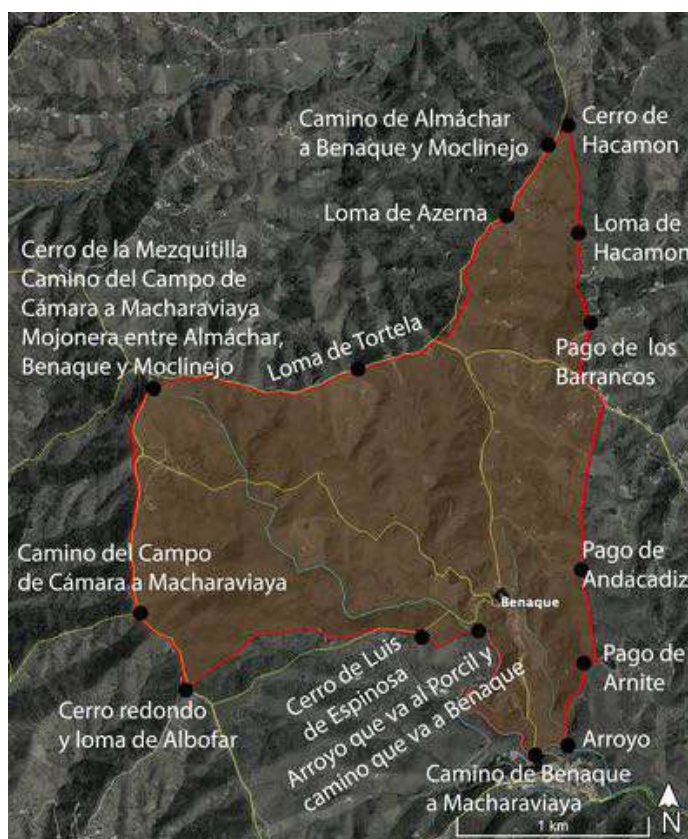 Camino de Almáchar
a Benaque y Moclinejo
Cerro de
Hacamon
Loma de Azerna
Loma de
Hacamon
Cerro de la Mezquitilla
Camino del Campo de
Cámara a Macharaviaya
Mojonera entre Almáchar,
Benaque y Moclinejo
Loma de Tortela
Pago de los
Barrancos
Camino del Campo
de Cámara a Macharaviaya
Pago de
Andacadiz
Benaque
Cerro de Luis
de Espinosa
Arroyo que va al Porcil y
camino que va a Benaque
Pago de
Arnite
Cerro redondo
y loma de Albofar
Arroyo
Camino de Benaque
a Macharaviaya
1 km
N